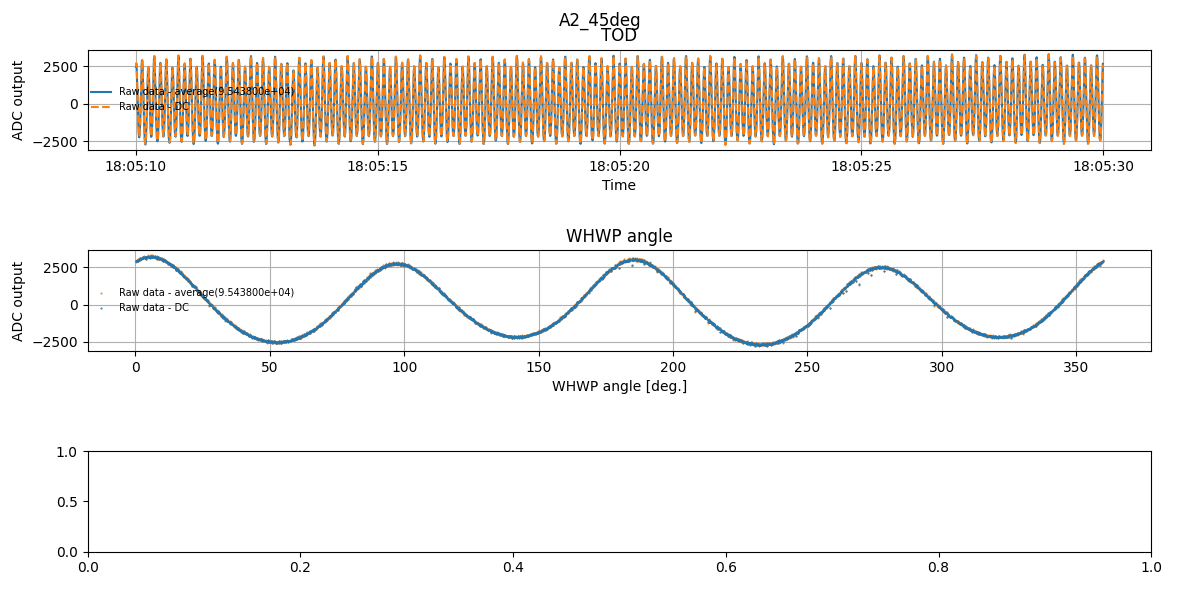 A2_45deg
TOD
ADC output
2500
0
−2500
Raw data - average(9.543800e+04)
Raw data - DC
18:05:10 18:05:15 18:05:20 18:05:25 18:05:30
Time
WHWP angle
ADC output
2500
0
−2500
Raw data - average(9.543800e+04)
Raw data - DC
0 50 100 150 200 250 300 350
WHWP angle [deg.]
1.0
0.5
0.0
0.0 0.2 0.4 0.6 0.8 1.0